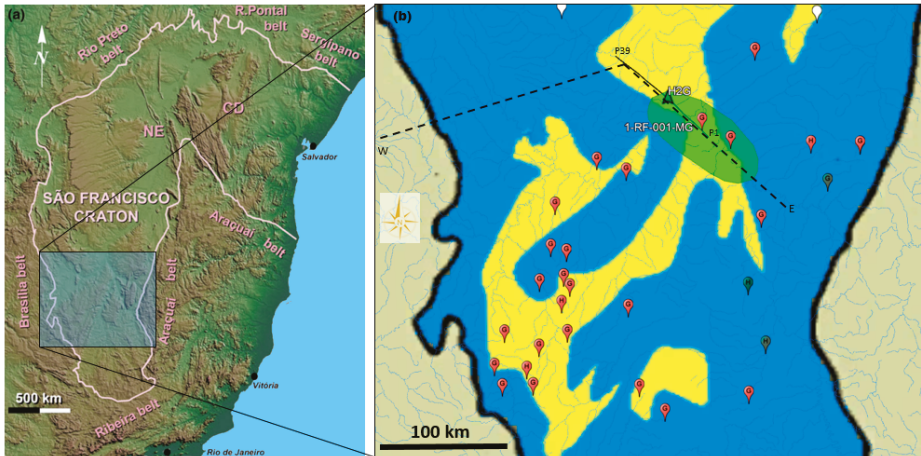 (a)
R.Pontal
belt
Rio Preto
belt
Sergipano
belt
N
NE
CD
Salvador
SÃO FRANCISCO
CRATON
Araçuaí belt
Brasília belt
Araçuaí belt
500 km
Vitória
Ribeira belt
Rio de Janeiro
(b)
P39
G
H2G
G
1-RF-001-MG
P1
G
W
H
G
G
G
G
N
G
G
E
G
G
G
G
G
H
H
G
G
G
G
H
G
G
H
G
G
G
G
G
100 km